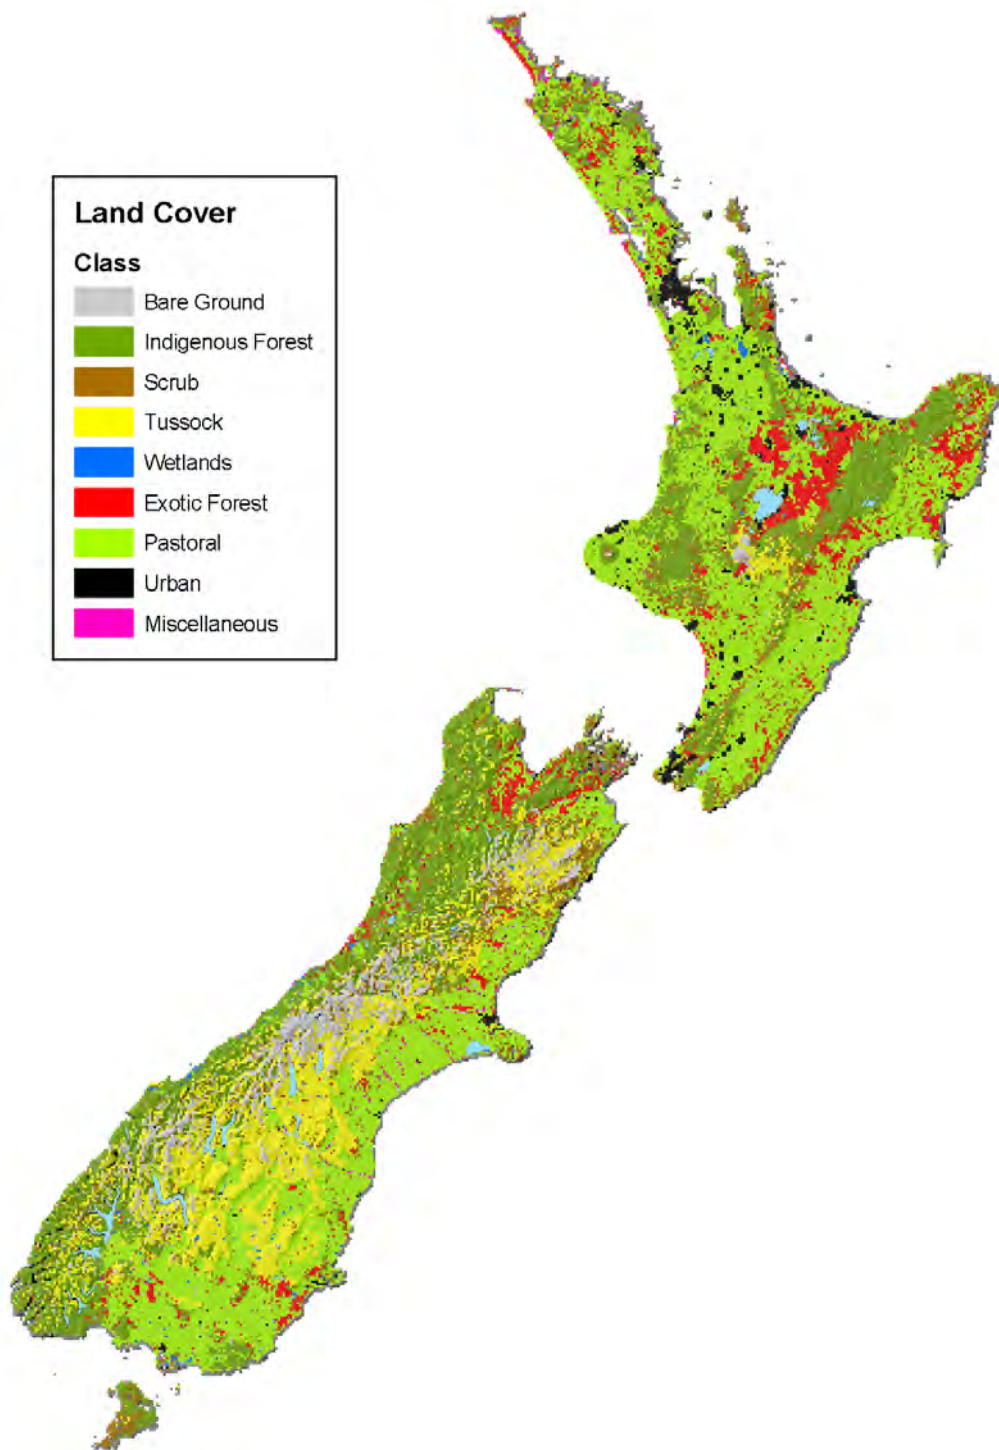 Land Cover
Class
Bare Ground
Indigenous Forest
Scrub
Tussock
Wetlands
Exotic Forest
Pastoral
Urban
Miscellaneous